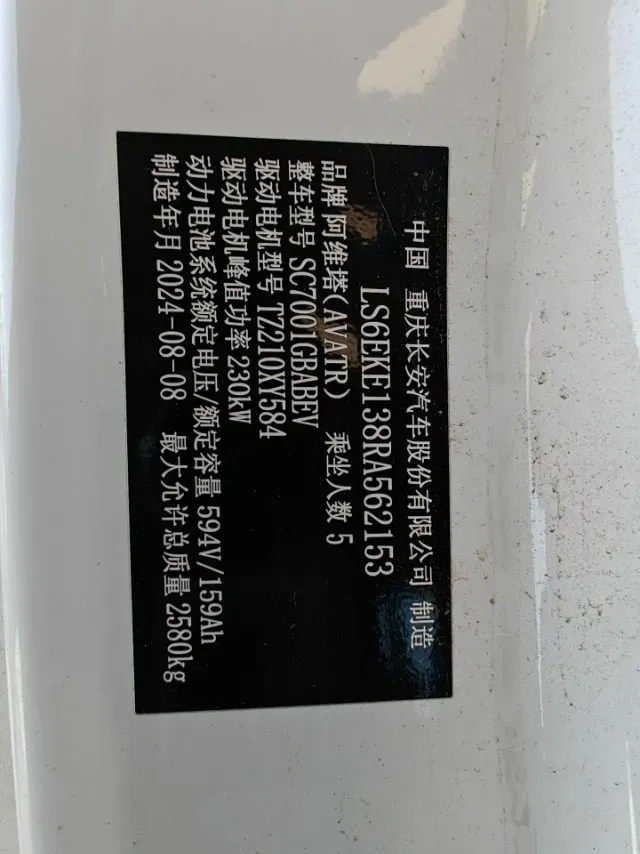 中国 重庆长安汽车股份有限公司 制造
LS6EKE138RA562153
品牌 阿维塔(AVATR) 乘坐人数 5
整车型号 SC7001GBABEV
驱动电机型号 TZ210XY584
驱动电机峰值功率 230kW
动力电池系统额定电压/额定容量 594V/159Ah
制造年月 2024-08-08 最大允许总质量 2580kg